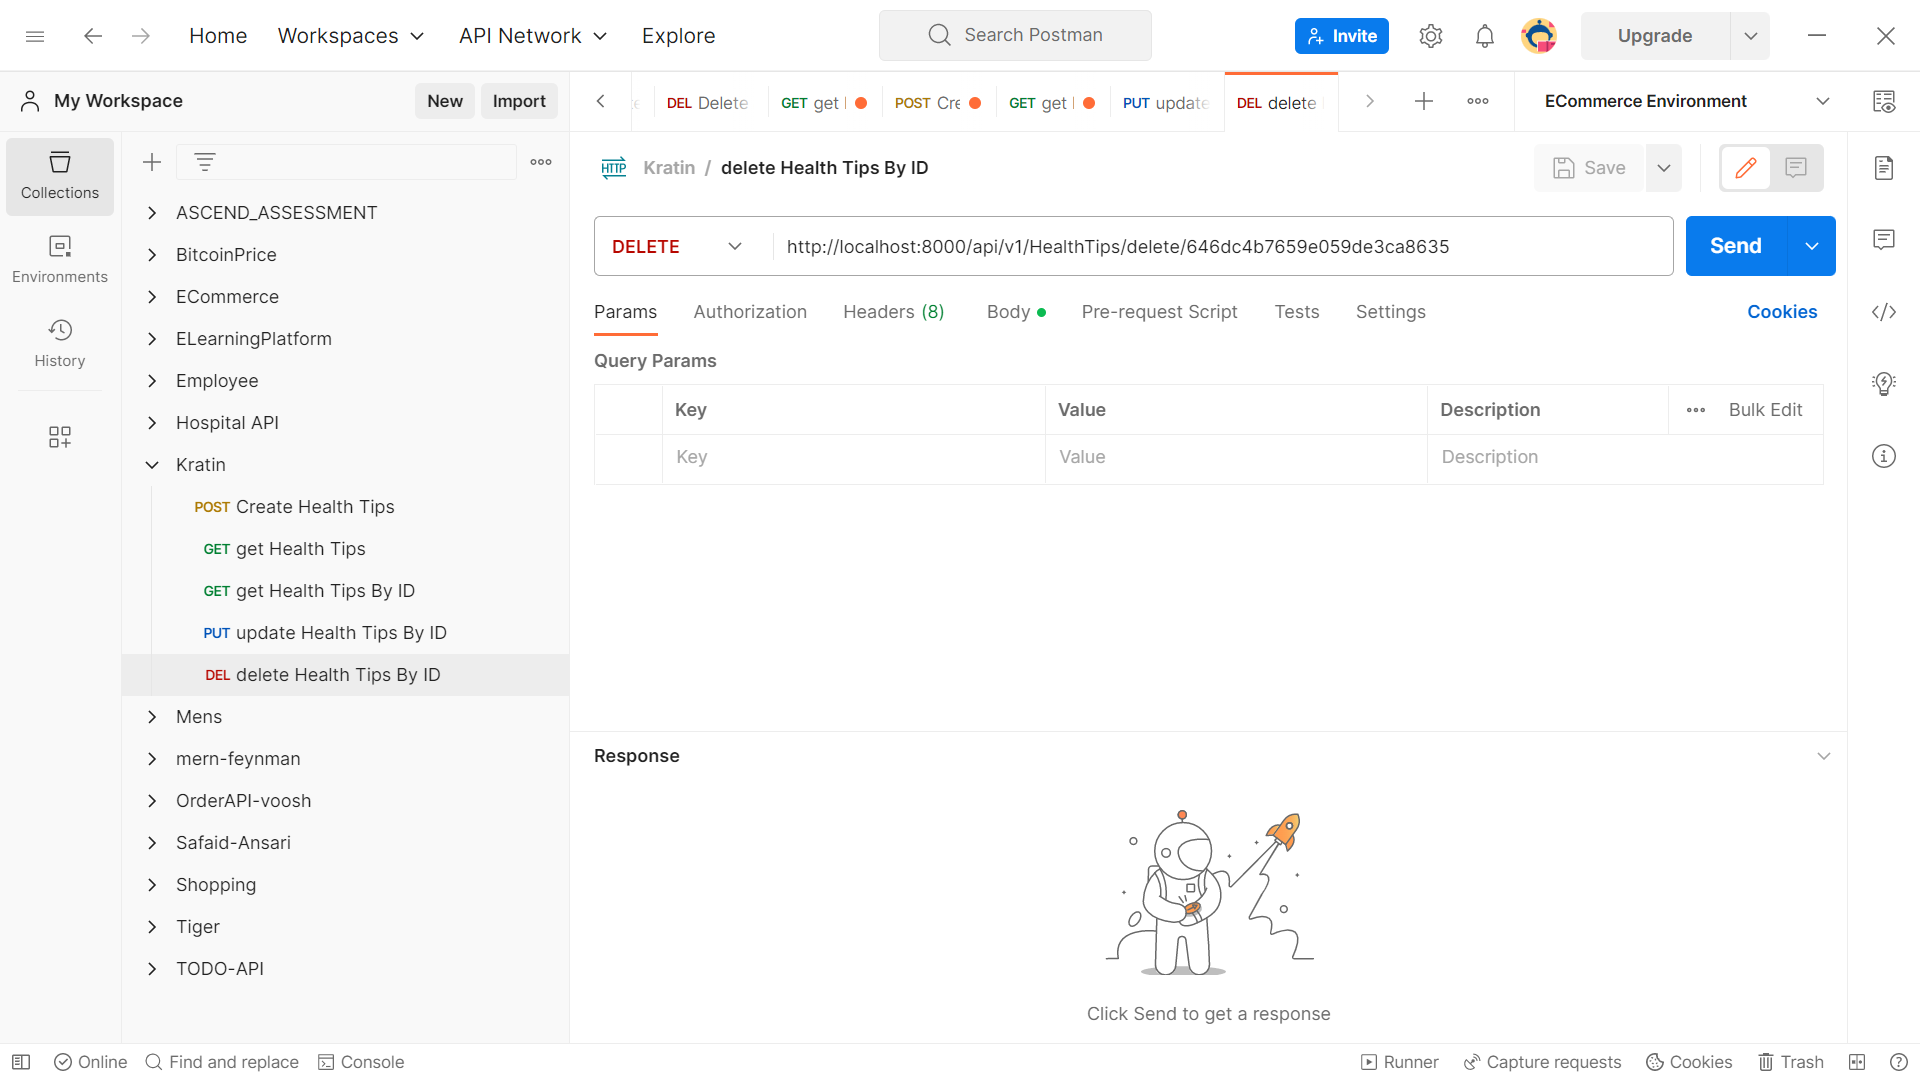 Home Workspaces API Network Explore Search Postman Invite Upgrade
My Workspace New Import DEL Delete GET get POST Cre GET get PUT update DEL delete ECommerce Environment
Collections
Environments
History
ASCEND_ASSESSMENT
BitcoinPrice
ECommerce
ELearningPlatform
Employee
Hospital API
Kratin
POST Create Health Tips
GET get Health Tips
GET get Health Tips By ID
PUT update Health Tips By ID
DEL delete Health Tips By ID
Mens
mern-feynman
OrderAPI-voosh
Safaid-Ansari
Shopping
Tiger
TODO-API
HTTP Kratin / delete Health Tips By ID Save
DELETE http://localhost:8000/api/v1/HealthTips/delete/646dc4b7659e059de3ca8635 Send
Params Authorization Headers (8) Body Pre-request Script Tests Settings Cookies
Query Params
Key Value Description Bulk Edit
Key Value Description
Response
Click Send to get a response
Online Find and replace Console Runner Capture requests Cookies Trash